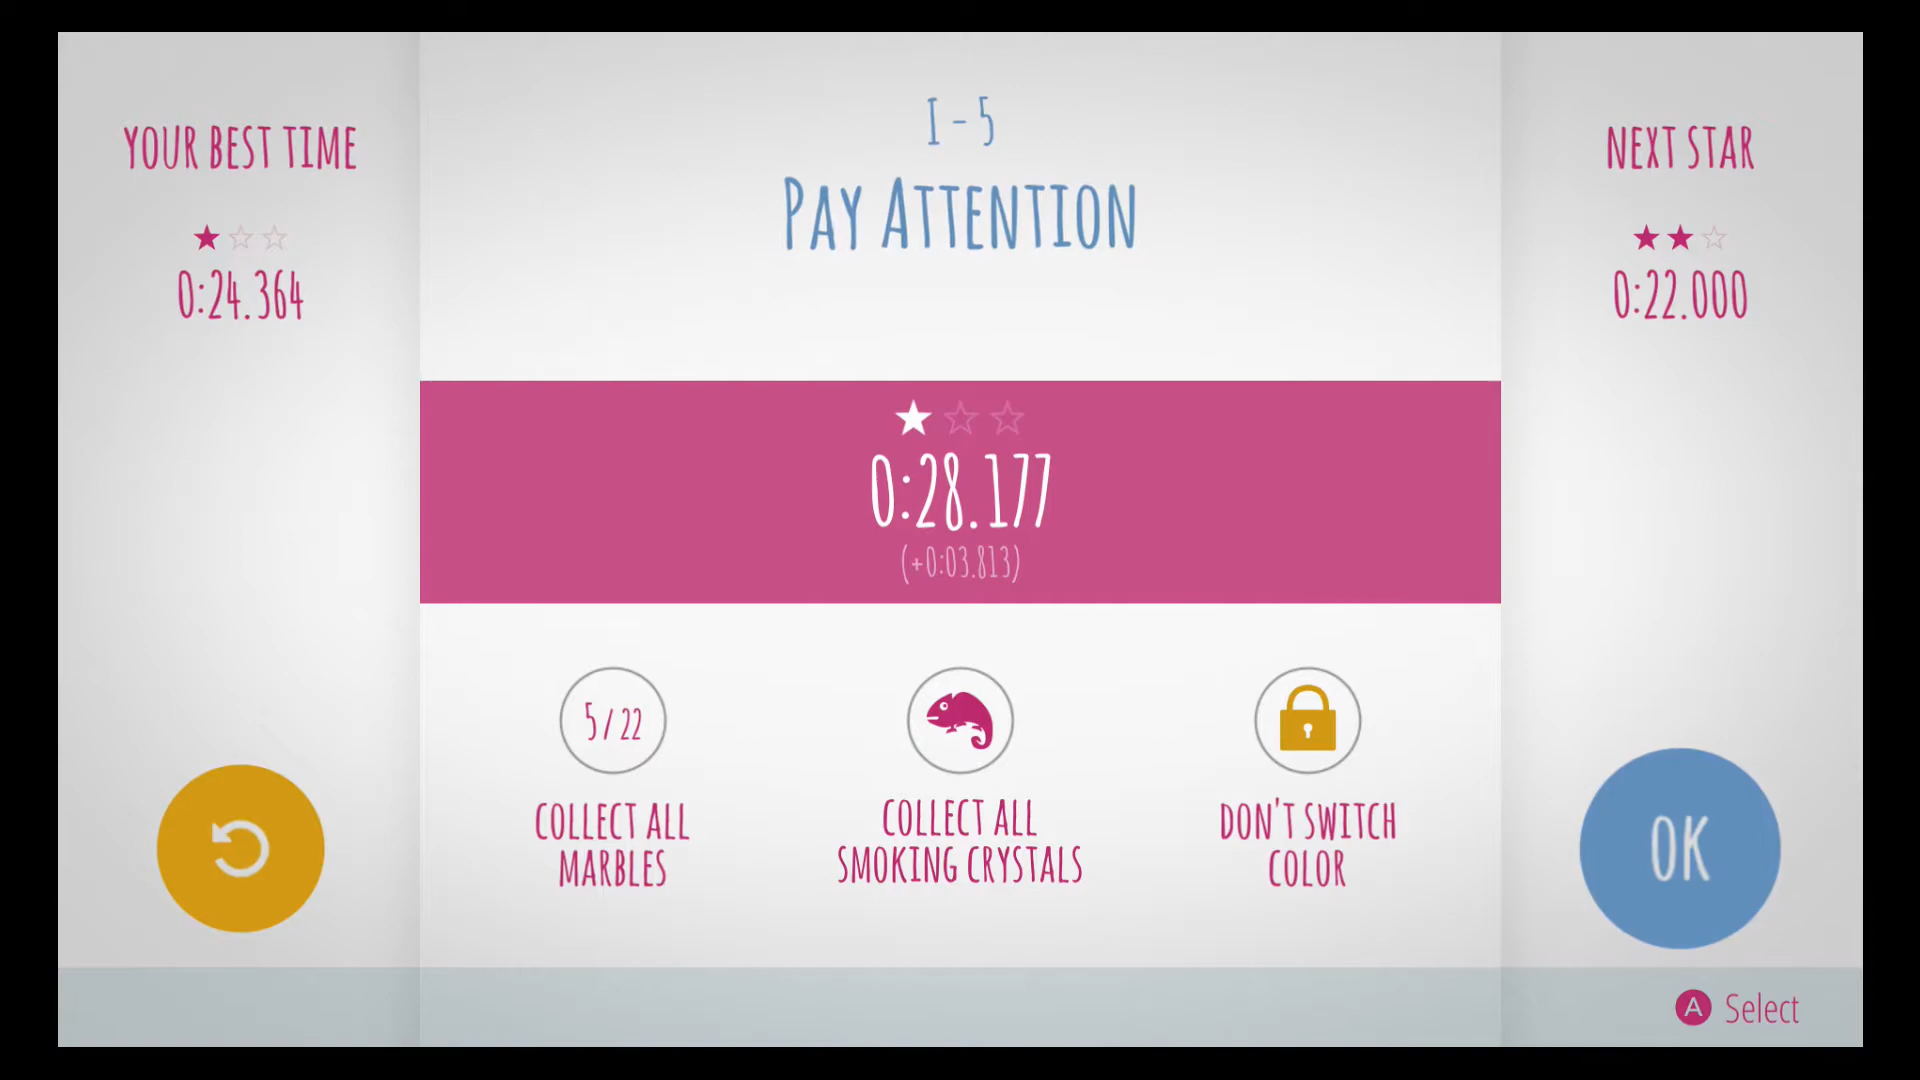 I - 5
PAY ATTENTION
YOUR BEST TIME
0:24.364
NEXT STAR
0:22.000
0:28.177
(+0:03.813)
5 / 22
COLLECT ALL
MARBLES
COLLECT ALL
SMOKING CRYSTALS
DON'T SWITCH
COLOR
OK
A Select